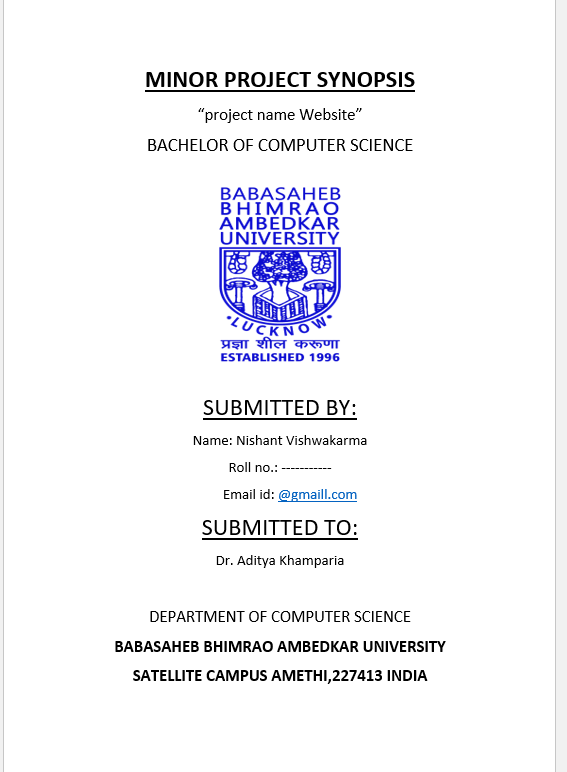 MINOR PROJECT SYNOPSIS
“project name Website”
BACHELOR OF COMPUTER SCIENCE
BABASAHEB
BHIMRAO
AMBEDKAR
UNIVERSITY
• LUCKNOW •
प्रज्ञा शील करूणा
ESTABLISHED 1996
SUBMITTED BY:
Name: Nishant Vishwakarma
Roll no.: -----------
Email id: @gmaill.com
SUBMITTED TO:
Dr. Aditya Khamparia
DEPARTMENT OF COMPUTER SCIENCE
BABASAHEB BHIMRAO AMBEDKAR UNIVERSITY
SATELLITE CAMPUS AMETHI,227413 INDIA